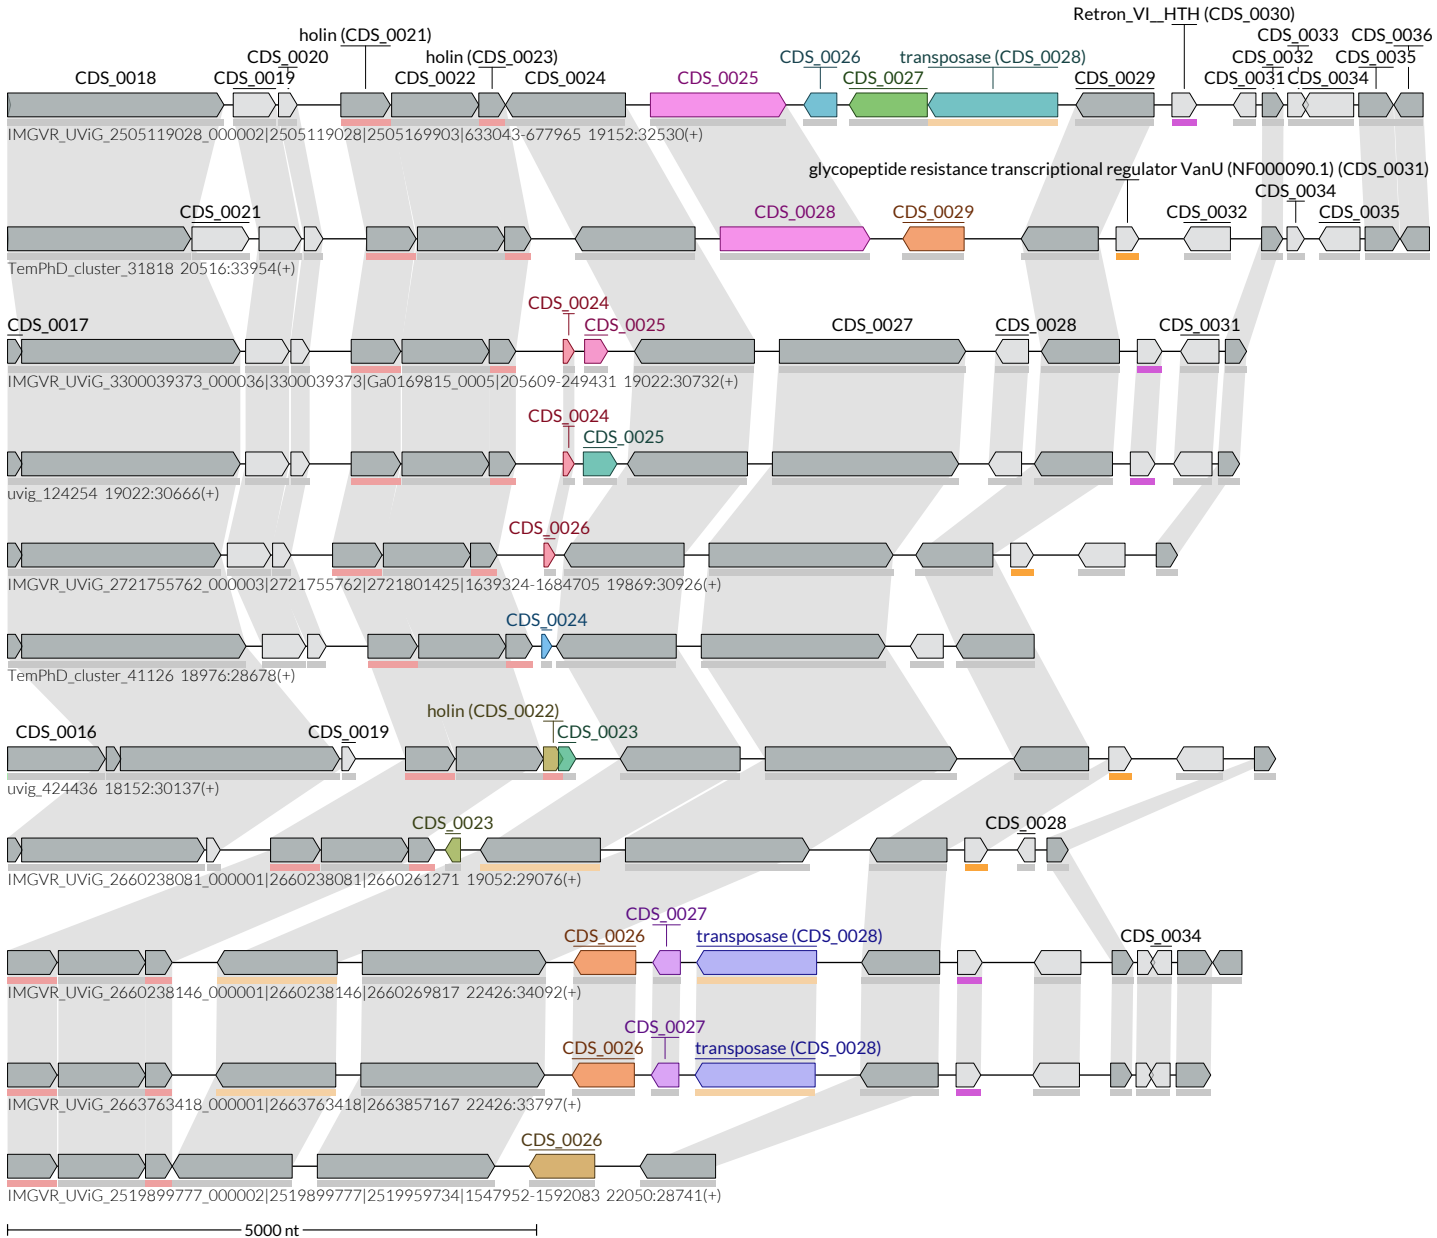 Retron_VI__HTH (CDS_0030)
holin (CDS_0021) CDS_0033 CDS_0036
CDS_0020 holin (CDS_0023) CDS_0026 transposase (CDS_0028) CDS_0032 CDS_0035
CDS_0018 CDS_0019 CDS_0022 CDS_0024 CDS_0025 CDS_0027 CDS_0029 CDS_0031 CDS_0034
IMGVR_UViG_2505119028_000002|2505119028|2505169903|633043-677965 19152:32530(+)
glycopeptide resistance transcriptional regulator VanU (NF000090.1) (CDS_0031)
CDS_0034
CDS_0021 CDS_0028 CDS_0029 CDS_0032 CDS_0035
TemPhD_cluster_31818 20516:33954(+)
CDS_0024
CDS_0017 CDS_0025 CDS_0027 CDS_0028 CDS_0031
IMGVR_UViG_3300039373_000036|3300039373|Ga0169815_0005|205609-249431 19022:30732(+)
CDS_0024
CDS_0025
uvig_124254 19022:30666(+)
CDS_0026
IMGVR_UViG_2721755762_000003|2721755762|2721801425|1639324-1684705 19869:30926(+)
CDS_0024
TemPhD_cluster_41126 18976:28678(+)
holin (CDS_0022)
CDS_0016 CDS_0019 CDS_0023
uvig_424436 18152:30137(+)
CDS_0023 CDS_0028
IMGVR_UViG_2660238081_000001|2660238081|2660261271 19052:29076(+)
CDS_0027
CDS_0026 transposase (CDS_0028) CDS_0034
IMGVR_UViG_2660238146_000001|2660238146|2660269817 22426:34092(+)
CDS_0027
CDS_0026 transposase (CDS_0028)
IMGVR_UViG_2663763418_000001|2663763418|2663857167 22426:33797(+)
CDS_0026
IMGVR_UViG_2519899777_000002|2519899777|2519959734|1547952-1592083 22050:28741(+)
5000 nt